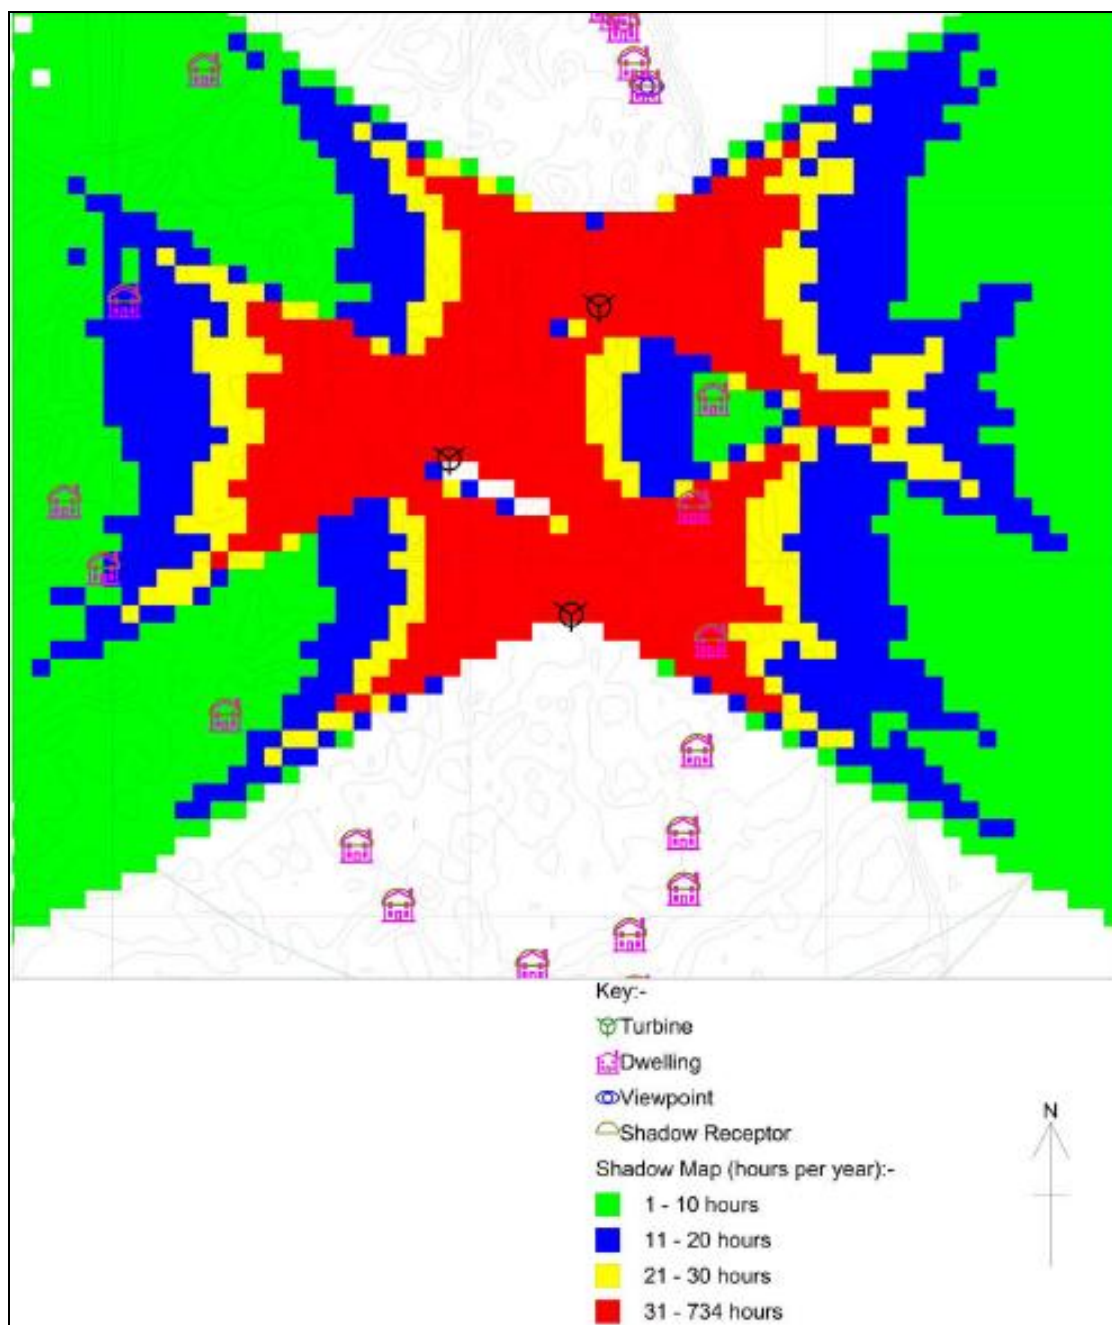 Key:-
Turbine
Dwelling
Viewpoint
Shadow Receptor
Shadow Map (hours per year):-
1 - 10 hours
11 - 20 hours
21 - 30 hours
31 - 734 hours
N